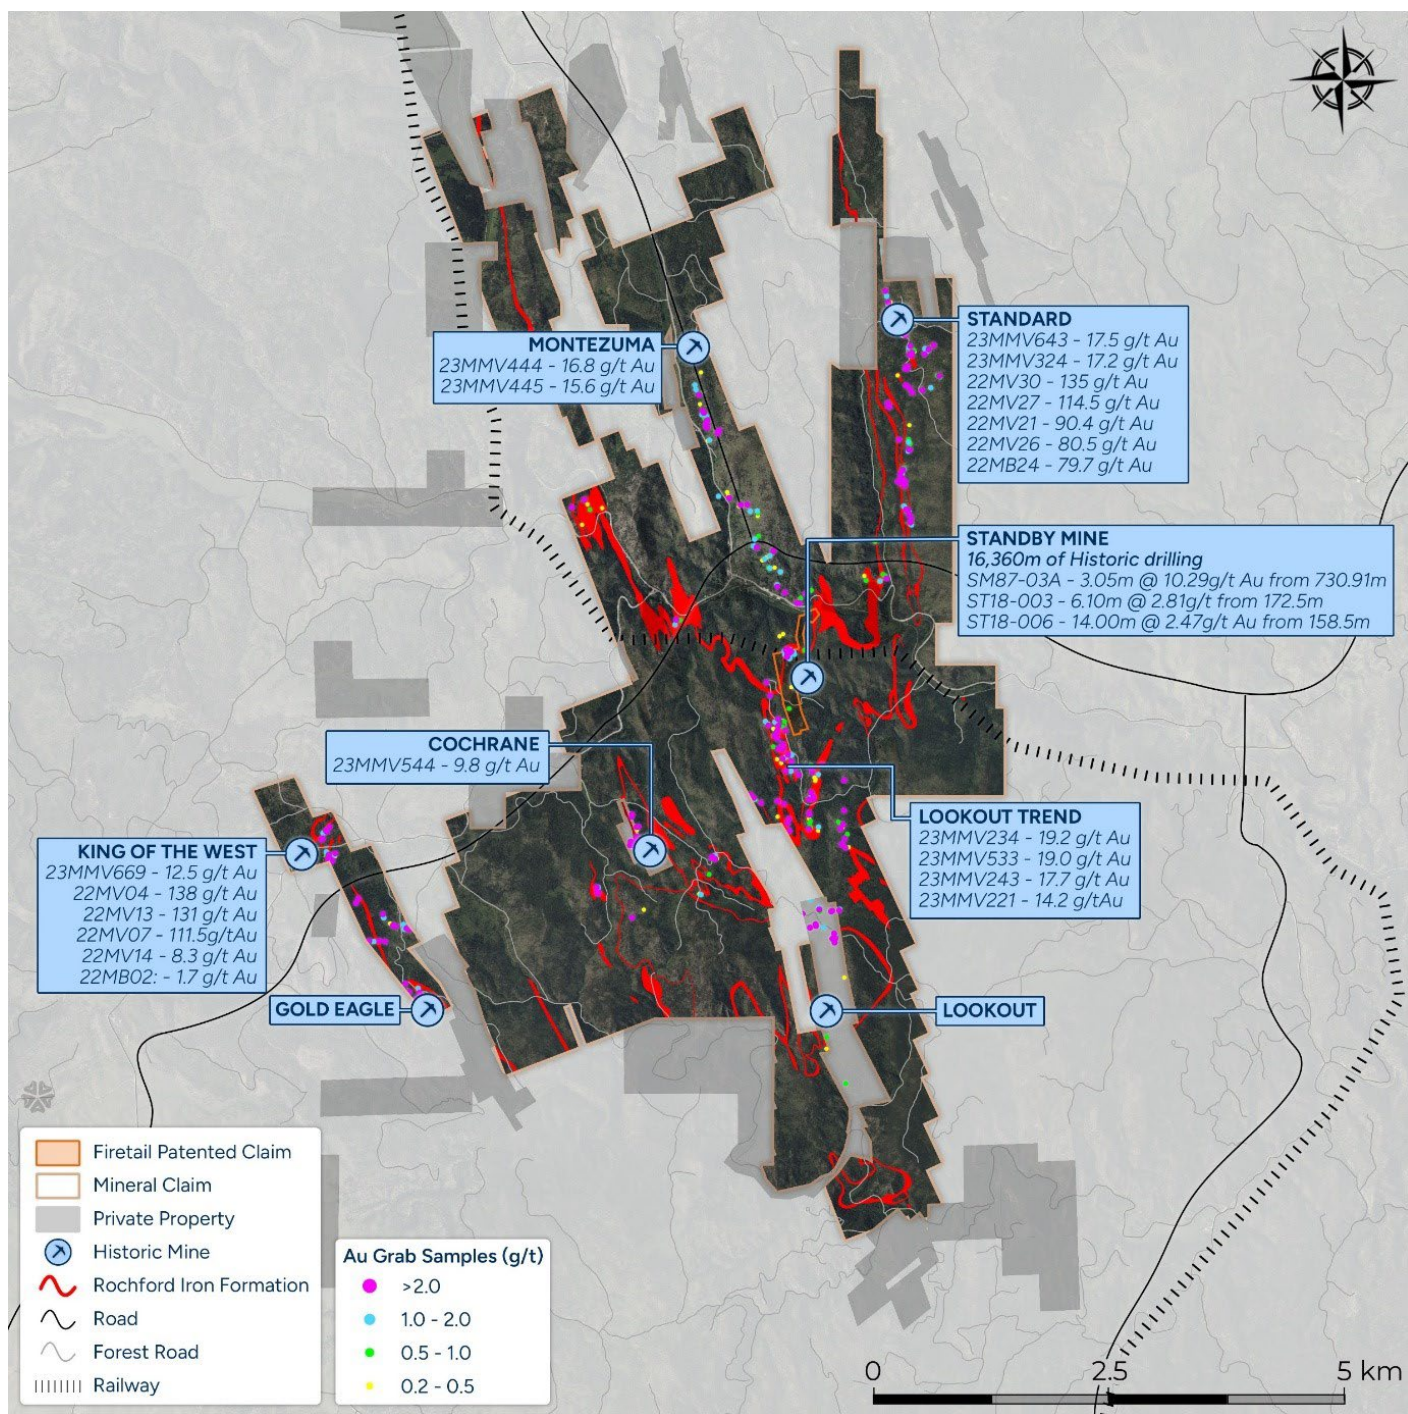 MONTEZUMA
23MMV444 - 16.8 g/t Au
23MMV445 - 15.6 g/t Au
STANDARD
23MMV643 - 17.5 g/t Au
23MMV324 - 17.2 g/t Au
22MV30 - 135 g/t Au
22MV27 - 114.5 g/t Au
22MV21 - 90.4 g/t Au
22MV26 - 80.5 g/t Au
22MB24 - 79.7 g/t Au
STANDBY MINE
16,360m of Historic drilling
SM87-03A - 3.05m @ 10.29g/t Au from 730.91m
ST18-003 - 6.10m @ 2.81g/t from 172.5m
ST18-006 - 14.00m @ 2.47g/t Au from 158.5m
COCHRANE
23MMV544 - 9.8 g/t Au
LOOKOUT TREND
23MMV234 - 19.2 g/t Au
23MMV533 - 19.0 g/t Au
23MMV243 - 17.7 g/t Au
23MMV221 - 14.2 g/tAu
KING OF THE WEST
23MMV669 - 12.5 g/t Au
22MV04 - 138 g/t Au
22MV13 - 131 g/t Au
22MV07 - 111.5g/tAu
22MV14 - 8.3 g/t Au
22MB02: - 1.7 g/t Au
GOLD EAGLE
LOOKOUT
Firetail Patented Claim
Mineral Claim
Private Property
Historic Mine
Rochford Iron Formation
Road
Forest Road
Railway
Au Grab Samples (g/t)
>2.0
1.0 - 2.0
0.5 - 1.0
0.2 - 0.5
0 2.5 5 km